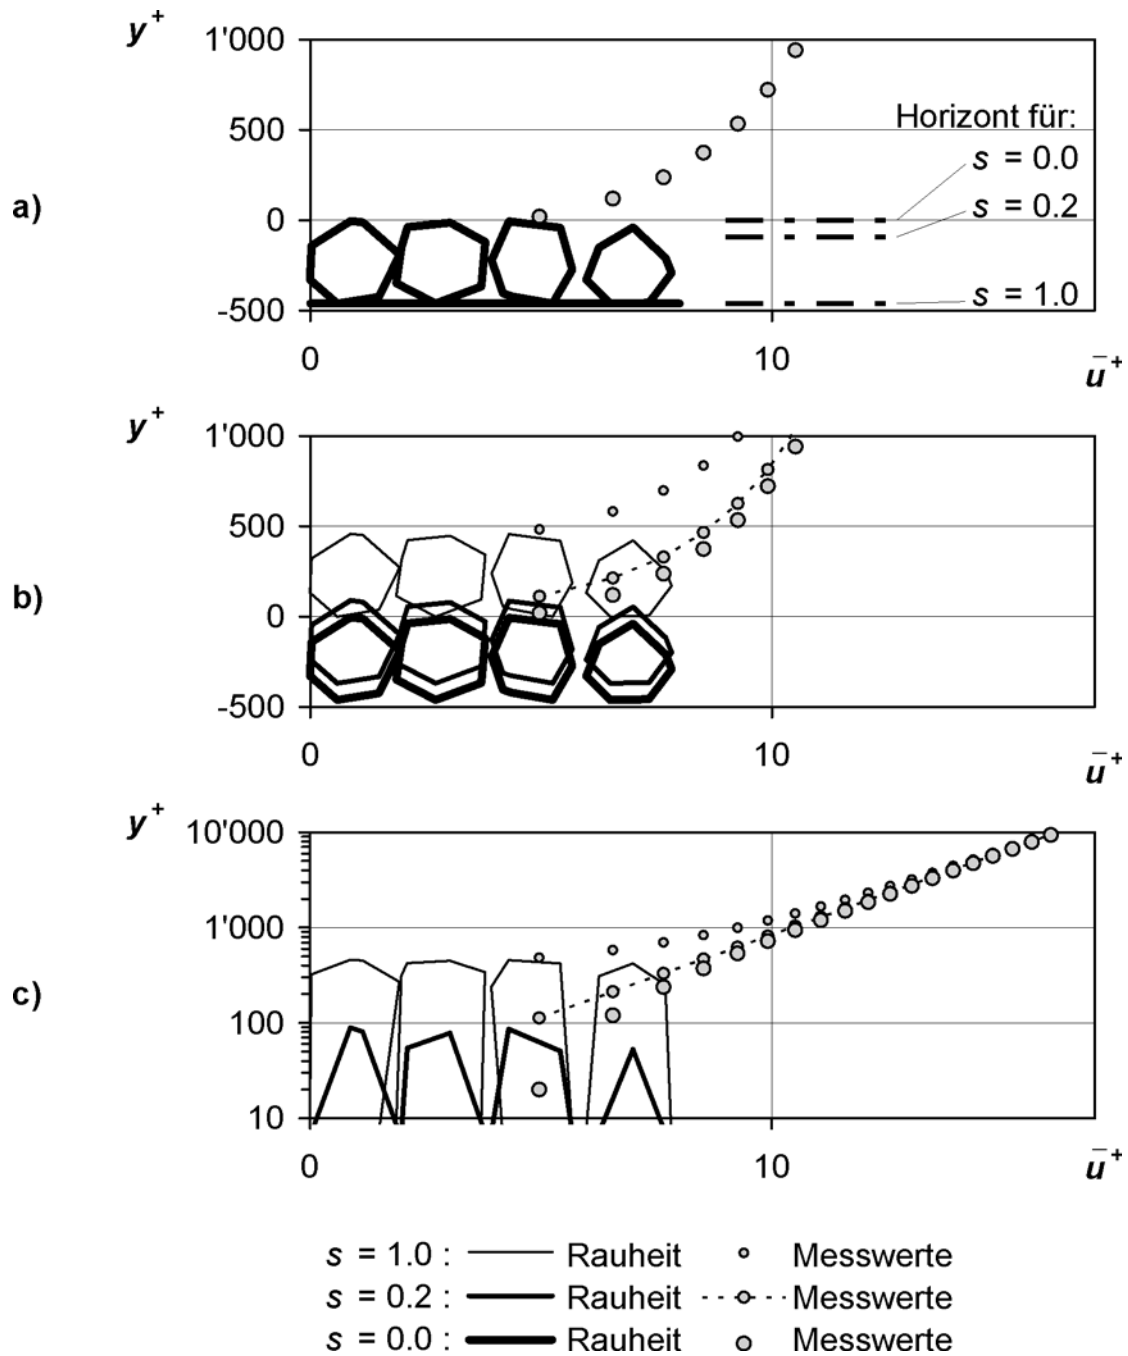 y +
1'000
500
0
-500
a)
Horizont für:
s = 0.0
s = 0.2
s = 1.0
0
10
ū +
y +
1'000
500
0
-500
b)
0
10
ū +
y +
10'000
1'000
100
10
c)
0
10
ū +
s = 1.0 : Rauheit Messwerte
s = 0.2 : Rauheit Messwerte
s = 0.0 : Rauheit Messwerte